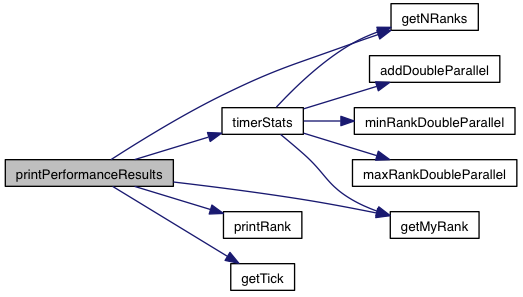 getNRanks
addDoubleParallel
timerStats
minRankDoubleParallel
printPerformanceResults
maxRankDoubleParallel
printRank
getMyRank
getTick